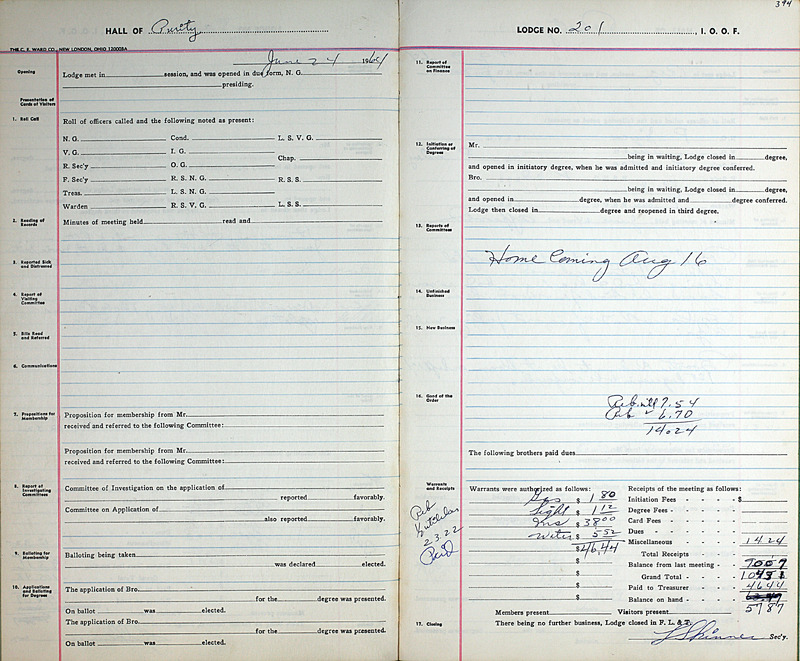 HALL OF Purity
THE C. E. WARD CO., NEW LONDON, OHIO 12000BA
June 24 1964
Opening
Lodge met in session, and was opened in due form, N. G.
presiding.
Presentation of
Cards of Visitors
1. Roll Call
Roll of officers called and the following noted as present:
N. G. Cond. L. S. V. G.
V. G. I. G. Chap.
R. Sec'y O. G.
F. Sec'y R. S. N. G. R. S. S.
Treas. L. S. N. G.
Warden R. S. V. G. L. S. S.
2. Reading of
Records
Minutes of meeting held read and
3. Reported Sick
and Distressed
4. Report of
Visiting
Committee
5. Bills Read
and Referred
6. Communications
7. Propositions for
Membership
Proposition for membership from Mr.
received and referred to the following Committee:
Proposition for membership from Mr.
received and referred to the following Committee:
8. Report of
Investigating
Committees
Committee of Investigation on the application of
reported favorably.
Committee on Application of
also reported favorably.
9. Balloting for
Membership
Balloting being taken
was declared elected.
10. Applications
and Balloting
for Degrees
The application of Bro.
for the degree was presented.
On ballot was elected.
The application of Bro.
for the degree was presented.
On ballot was elected.
394
LODGE NO. 201, I. O. O. F.
11. Report of
Committee
on Finance
12. Initiation or
Conferring of
Degrees
Mr.
being in waiting, Lodge closed in degree,
and opened in initiatory degree, when he was admitted and initiatory degree conferred.
Bro.
being in waiting, Lodge closed in degree,
and opened in degree, when he was admitted and degree conferred.
Lodge then closed in degree and reopened in third degree.
13. Reports of
Committees
Home Coming Aug 16
14. Unfinished
Business
15. New Business
16. Good of the
Order
7.54
6.70
14.24
The following brothers paid dues
Warrants
and Receipts
Warrants were authorized as follows:
Gas $ 1 80
Light $ 1 12
Ins $ 38 00
Water $ 5 52
$ 46,44
$
$
$
$
Reb
2.3.22
Paid
Receipts of the meeting as follows:
Initiation Fees - - - $
Degree Fees
Card Fees
Dues
Miscellaneous 14 24
Total Receipts
Balance from last meeting
Grand Total
Paid to Treasurer 46 44
Balance on hand 57 87
Members present Visitors present
17. Closing
There being no further business, Lodge closed in F. L. & T.
L Skinner Sec'y.